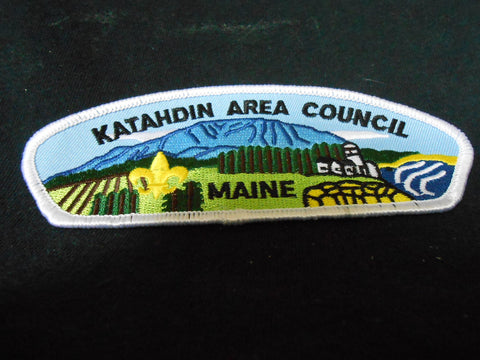 KATAHDIN AREA COUNCIL
MAINE